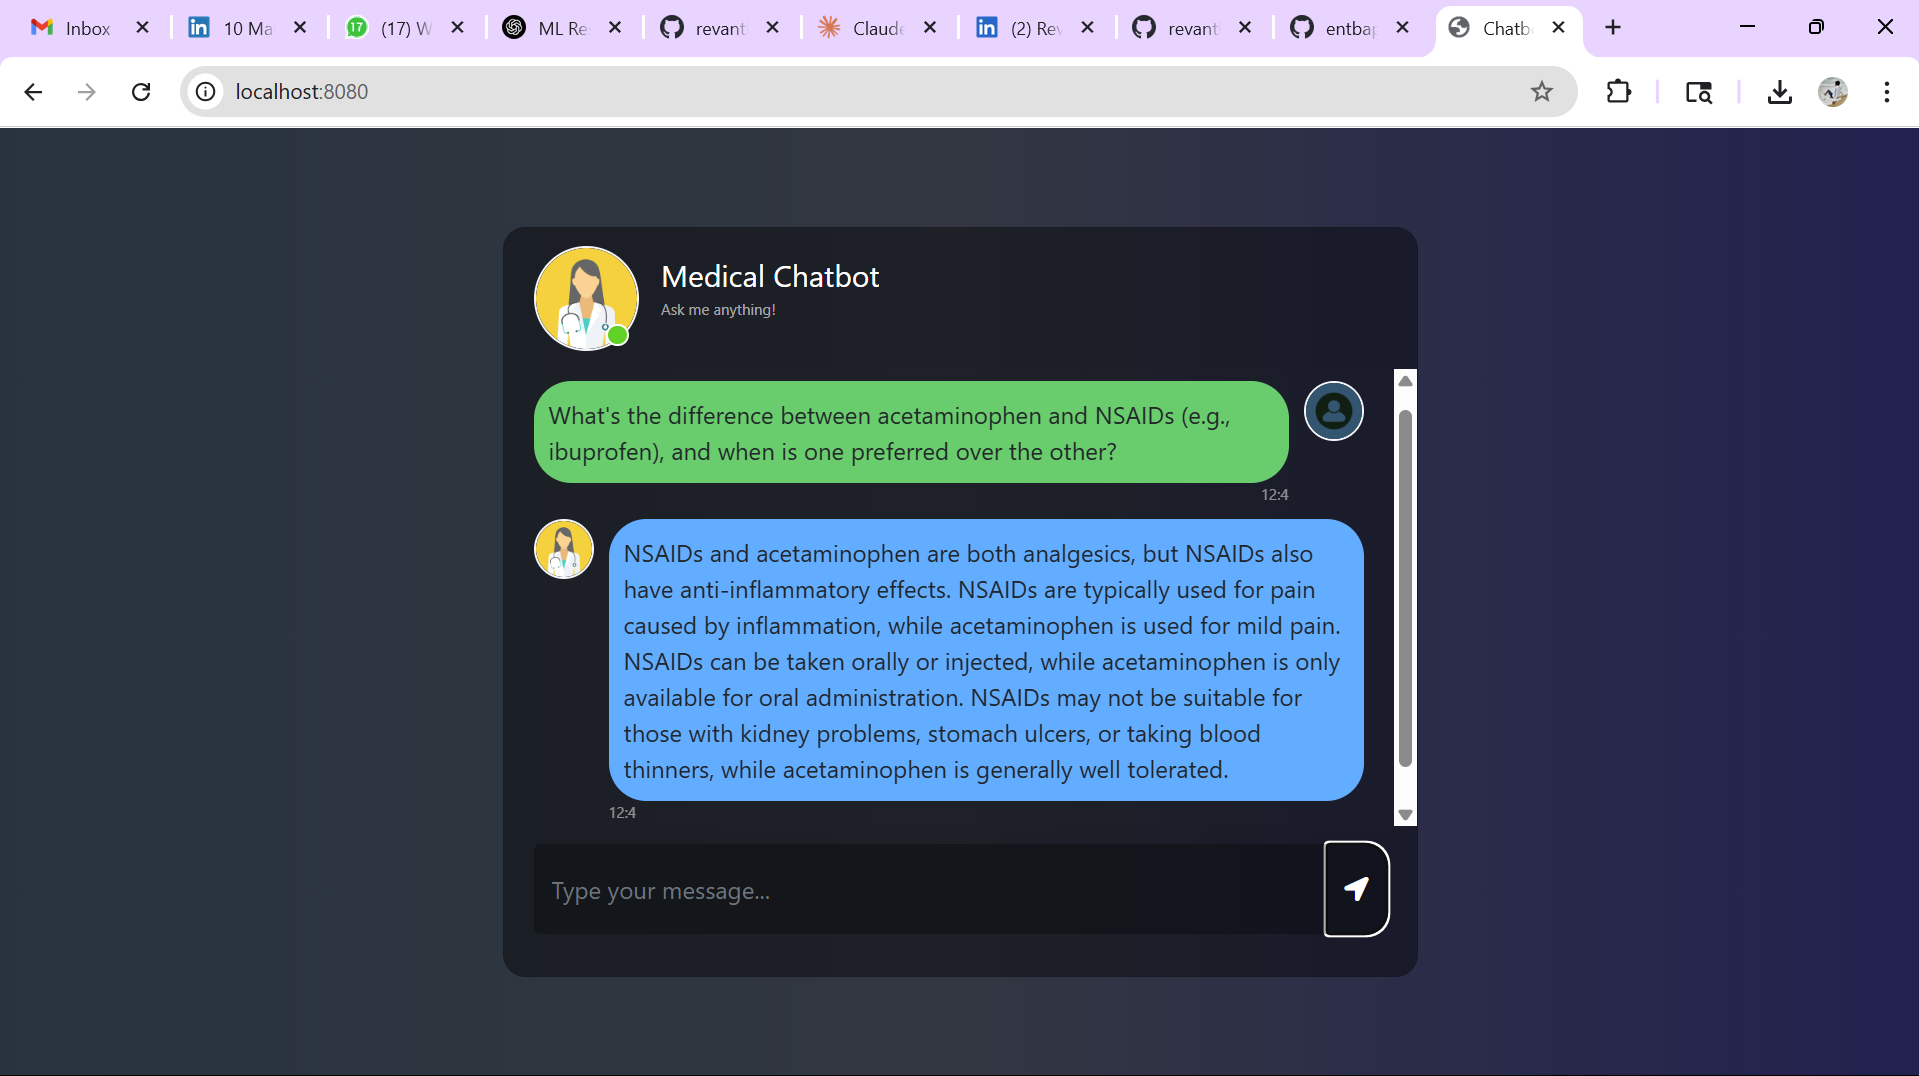 Inbox
10 Ma
17
(17) W
ML Re
revant
Claude
(2) Rev
revant
entbap
Chatb
localhost:8080
Medical Chatbot
Ask me anything!
What's the difference between acetaminophen and NSAIDs (e.g.,
ibuprofen), and when is one preferred over the other?
12:4
NSAIDs and acetaminophen are both analgesics, but NSAIDs also
have anti-inflammatory effects. NSAIDs are typically used for pain
caused by inflammation, while acetaminophen is used for mild pain.
NSAIDs can be taken orally or injected, while acetaminophen is only
available for oral administration. NSAIDs may not be suitable for
those with kidney problems, stomach ulcers, or taking blood
thinners, while acetaminophen is generally well tolerated.
12:4
Type your message...